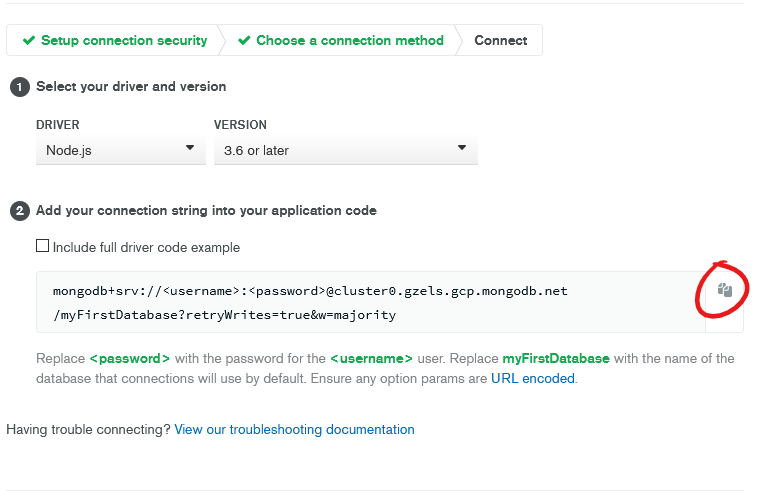 Setup connection security Choose a connection method Connect
1 Select your driver and version
DRIVER VERSION
Node.js 3.6 or later
2 Add your connection string into your application code
Include full driver code example
mongodb+srv://<username>:<password>@cluster0.gzels.gcp.mongodb.net
/myFirstDatabase?retryWrites=true&w=majority
Replace <password> with the password for the <username> user. Replace myFirstDatabase with the name of the
database that connections will use by default. Ensure any option params are URL encoded.
Having trouble connecting? View our troubleshooting documentation